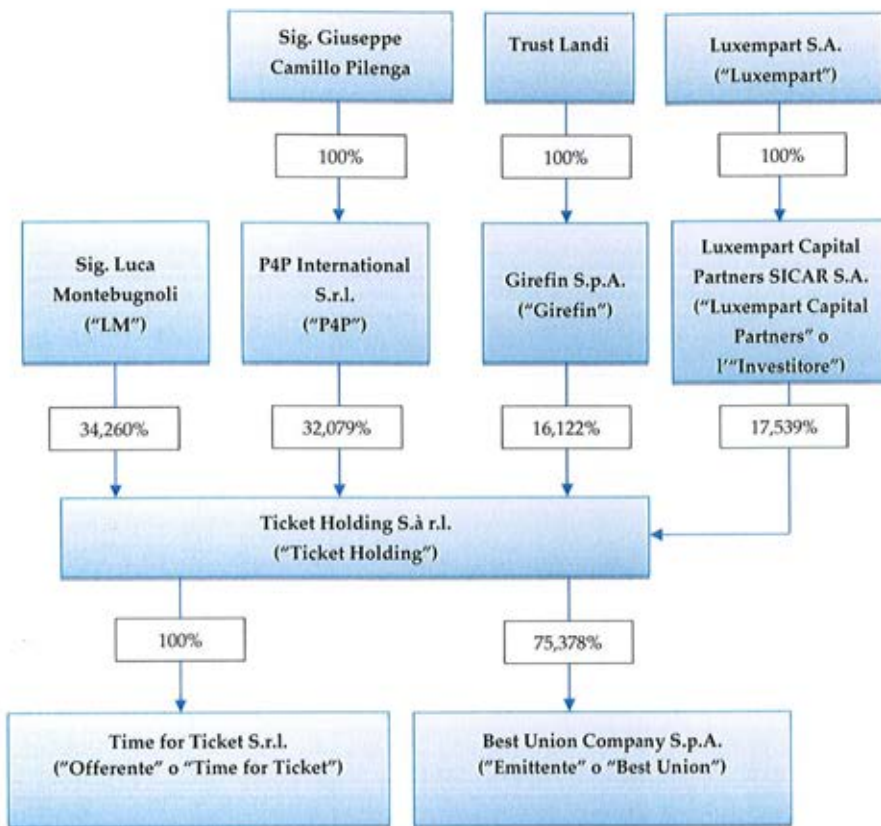 Sig. Giuseppe
Camillo Pilenga
Trust Landi
Luxempart S.A.
("Luxempart")
100%
100%
100%
Sig. Luca
Montebugnoli
("LM")
P4P International
S.r.l.
("P4P")
Girefin S.p.A.
("Girefin")
Luxempart Capital
Partners SICAR S.A.
("Luxempart Capital
Partners" o
l'"Investitore")
34,260%
32,079%
16,122%
17,539%
Ticket Holding S.à r.l.
("Ticket Holding")
100%
75,378%
Time for Ticket S.r.l.
("Offerente" o "Time for Ticket")
Best Union Company S.p.A.
("Emittente" o "Best Union")